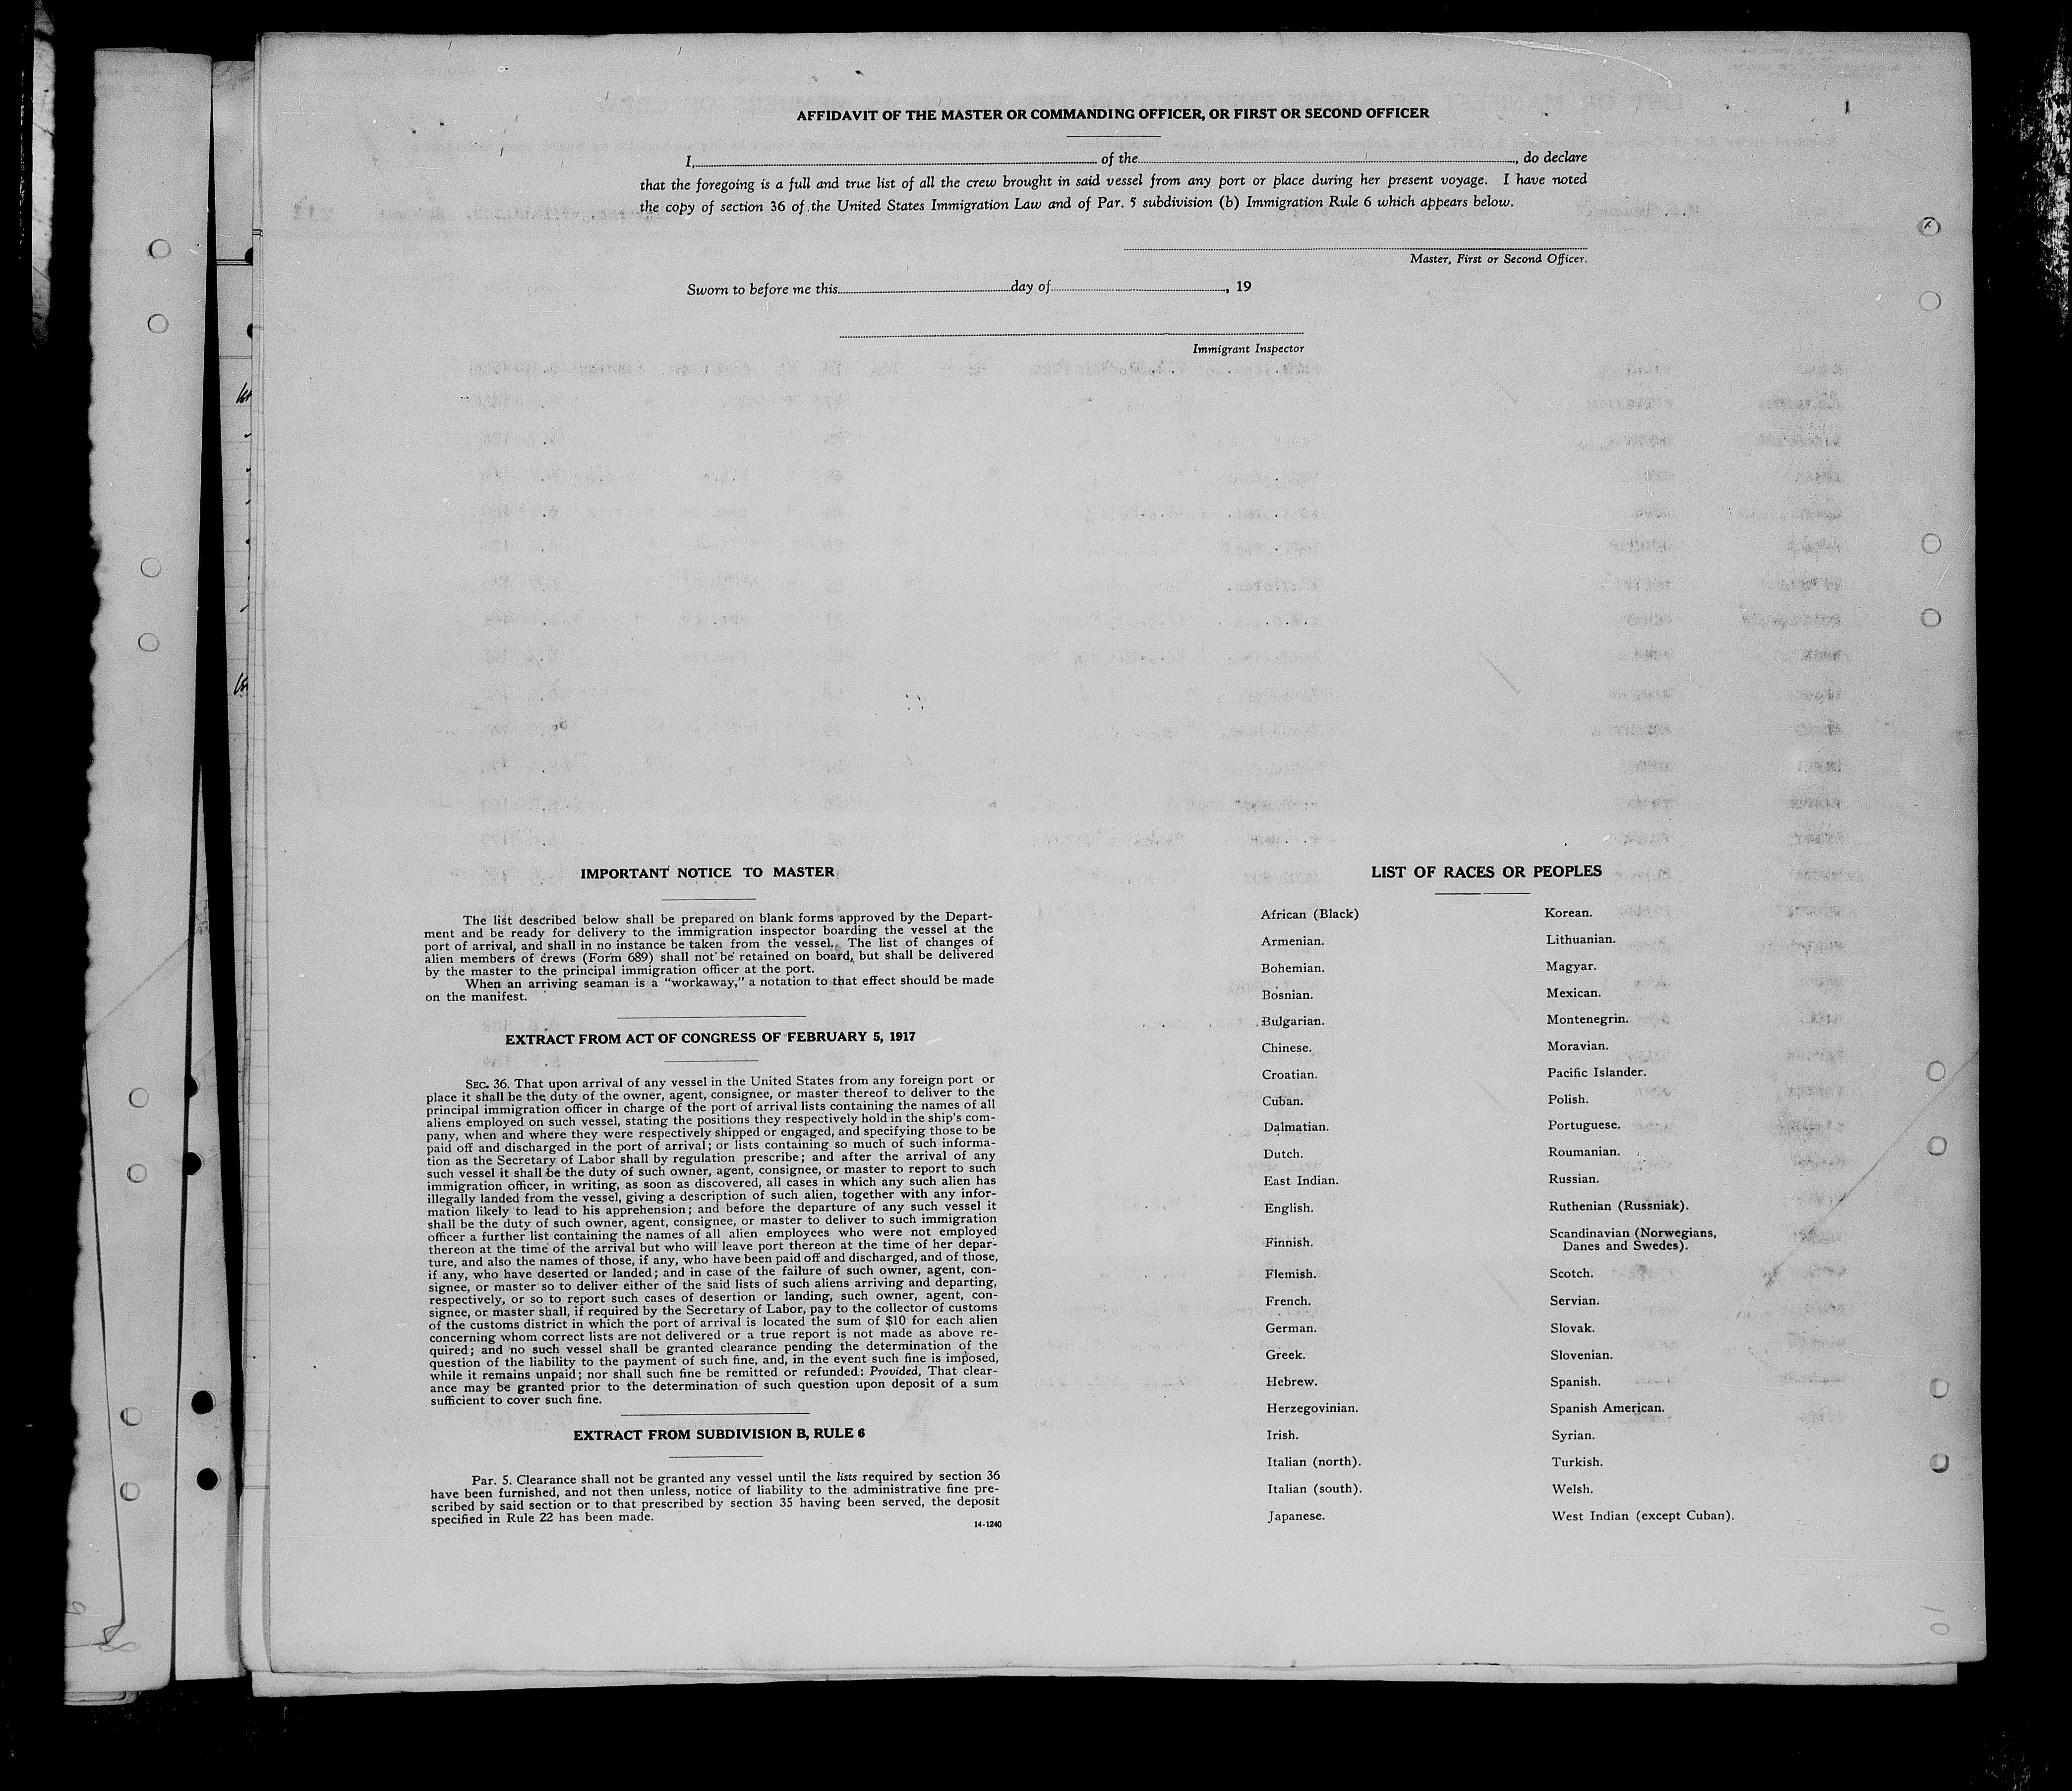 AFFIDAVIT OF THE MASTER OR COMMANDING OFFICER, OR FIRST OR SECOND OFFICER
I, of the , do declare
that the foregoing is a full and true list of all the crew brought in said vessel from any port or place during her present voyage. I have noted
the copy of section 36 of the United States Immigration Law and of Par. 5 subdivision (b) Immigration Rule 6 which appears below.
Master, First or Second Officer.
Sworn to before me this day of , 19
Immigrant Inspector
IMPORTANT NOTICE TO MASTER
The list described below shall be prepared on blank forms approved by the Depart-
ment and be ready for delivery to the immigration inspector boarding the vessel at the
port of arrival, and shall in no instance be taken from the vessel. The list of changes of
alien members of crews (Form 689) shall not be retained on board, but shall be delivered
by the master to the principal immigration officer at the port.
When an arriving seaman is a "workaway," a notation to that effect should be made
on the manifest.
EXTRACT FROM ACT OF CONGRESS OF FEBRUARY 5, 1917
SEC. 36. That upon arrival of any vessel in the United States from any foreign port or
place it shall be the duty of the owner, agent, consignee, or master thereof to deliver to the
principal immigration officer in charge of the port of arrival lists containing the names of all
aliens employed on such vessel, stating the positions they respectively hold in the ship's com-
pany, when and where they were respectively shipped or engaged, and specifying those to be
paid off and discharged in the port of arrival; or lists containing so much of such informa-
tion as the Secretary of Labor shall by regulation prescribe; and after the arrival of any
such vessel it shall be the duty of such owner, agent, consignee, or master to report to such
immigration officer, in writing, as soon as discovered, all cases in which any such alien has
illegally landed from the vessel, giving a description of such alien, together with any infor-
mation likely to lead to his apprehension; and before the departure of any such vessel it
shall be the duty of such owner, agent, consignee, or master to deliver to such immigration
officer a further list containing the names of all alien employees who were not employed
thereon at the time of the arrival but who will leave port thereon at the time of her depar-
ture, and also the names of those, if any, who have been paid off and discharged, and of those,
if any, who have deserted or landed; and in case of the failure of such owner, agent, con-
signee, or master so to deliver either of the said lists of such aliens arriving and departing,
respectively, or so to report such cases of desertion or landing, such owner, agent, con-
signee, or master shall, if required by the Secretary of Labor, pay to the collector of customs
of the customs district in which the port of arrival is located the sum of $10 for each alien
concerning whom correct lists are not delivered or a true report is not made as above re-
quired; and no such vessel shall be granted clearance pending the determination of the
question of the liability to the payment of such fine, and, in the event such fine is imposed,
while it remains unpaid; nor shall such fine be remitted or refunded: Provided, That clear-
ance may be granted prior to the determination of such question upon deposit of a sum
sufficient to cover such fine.
EXTRACT FROM SUBDIVISION B, RULE 6
Par. 5. Clearance shall not be granted any vessel until the lists required by section 36
have been furnished, and not then unless, notice of liability to the administrative fine pre-
scribed by said section or to that prescribed by section 35 having been served, the deposit
specified in Rule 22 has been made.
14-1240
LIST OF RACES OR PEOPLES
African (Black)
Armenian.
Bohemian.
Bosnian.
Bulgarian.
Chinese.
Croatian.
Cuban.
Dalmatian.
Dutch.
East Indian.
English.
Finnish.
Flemish.
French.
German.
Greek.
Hebrew.
Herzegovinian.
Irish.
Italian (north).
Italian (south).
Japanese.
Korean.
Lithuanian.
Magyar.
Mexican.
Montenegrin.
Moravian.
Pacific Islander.
Polish.
Portuguese.
Roumanian.
Russian.
Ruthenian (Russniak).
Scandinavian (Norwegians,
Danes and Swedes).
Scotch.
Servian.
Slovak.
Slovenian.
Spanish.
Spanish American.
Syrian.
Turkish.
Welsh.
West Indian (except Cuban).